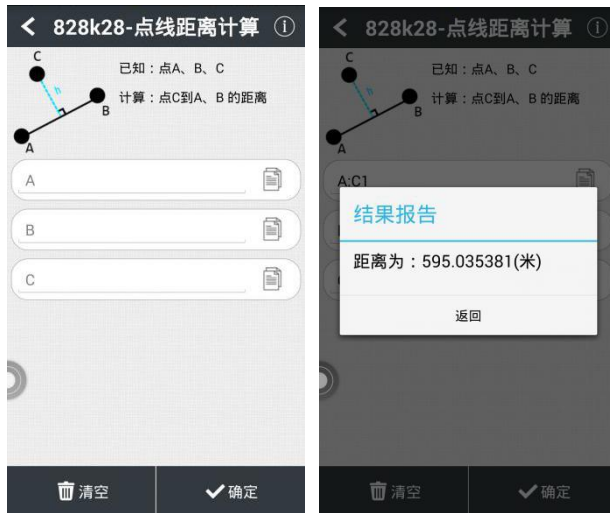 828k28-点线距离计算
C
已知：点A、B、C
h
计算：点C到A、B 的距离
B
A
A
B
C
清空
确定
828k28-点线距离计算
C
已知：点A、B、C
h
计算：点C到A、B 的距离
B
A
A:C1
结果报告
距离为：595.035381(米)
返回
清空
确定